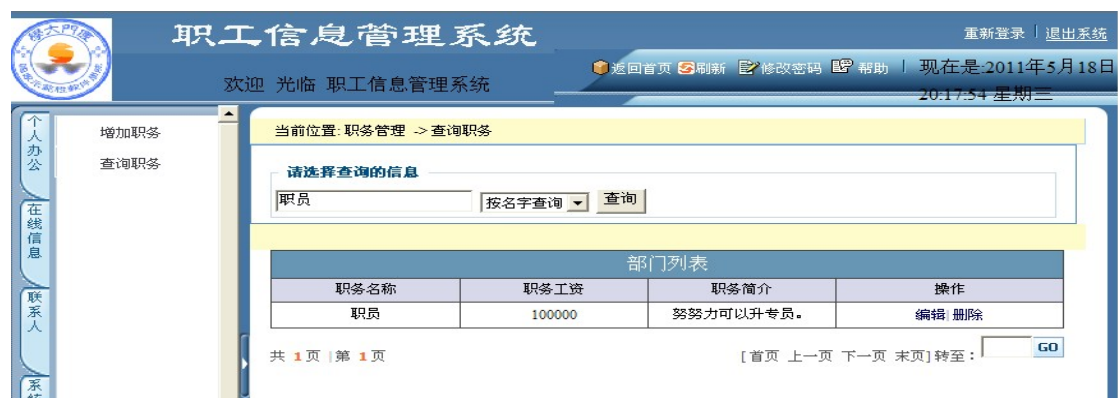 职工信息管理系统
重新登录 | 退出系统
欢迎 光临 职工信息管理系统
返回首页 刷新 修改密码 帮助 | 现在是:2011年5月18日
20:17:54 星期三
个人办公
在线信息
联系人
系统
增加职务
查询职务
当前位置: 职务管理 -> 查询职务
请选择查询的信息
职员 按名字查询 查询
部门列表
职务名称 职务工资 职务简介 操作
职员 100000 努努力可以升专员。 编辑| 删除
共 1页 |第 1页 [首页 上一页 下一页 末页] 转至: GO